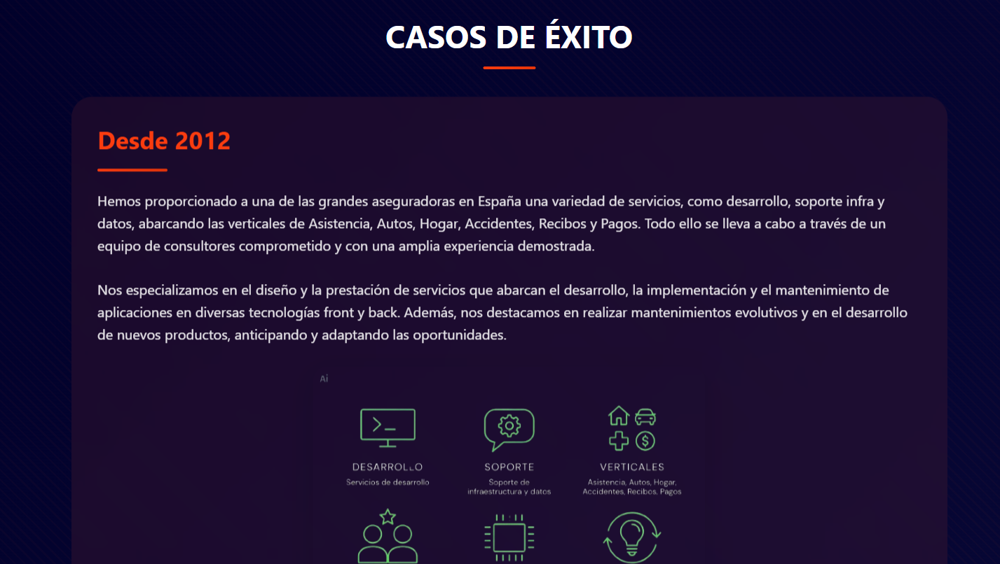 CASOS DE ÉXITO
Desde 2012
Hemos proporcionado a una de las grandes aseguradoras en España una variedad de servicios, como desarrollo, soporte infra y
datos, abarcando las verticales de Asistencia, Autos, Hogar, Accidentes, Recibos y Pagos. Todo ello se lleva a cabo a través de un
equipo de consultores comprometido y con una amplia experiencia demostrada.
Nos especializamos en el diseño y la prestación de servicios que abarcan el desarrollo, la implementación y el mantenimiento de
aplicaciones en diversas tecnologías front y back. Además, nos destacamos en realizar mantenimientos evolutivos y en el desarrollo
de nuevos productos, anticipando y adaptando las oportunidades.
Ai
DESARROLLO
Servicios de desarrollo
SOPORTE
Soporte de
infraestructura y datos
VERTICALES
Asistencia, Autos, Hogar,
Accidentes, Recibos, Pagos